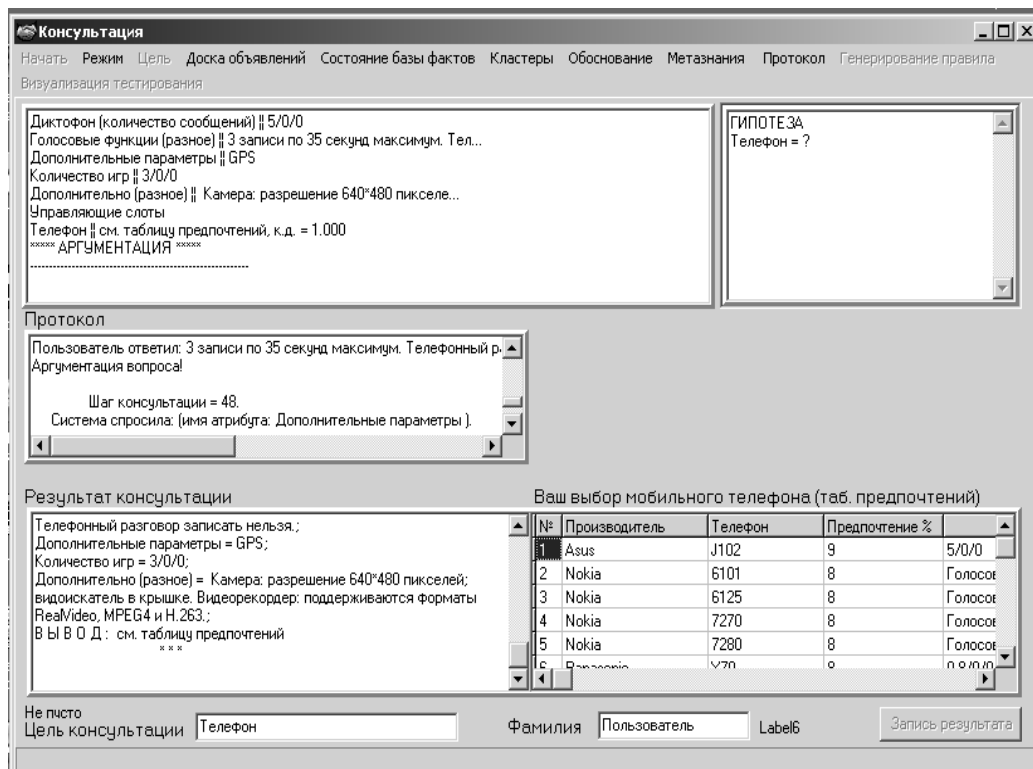 Консультация
Начать Режим Цель Доска объявлений Состояние базы фактов Кластеры Обоснование Метазнания Протокол Генерирование правила
Визуализация тестирования
Диктофон (количество сообщений) ¦¦ 5/0/0
Голосовые функции (разное) ¦¦ 3 записи по 35 секунд максимум. Тел...
Дополнительные параметры ¦¦ GPS
Количество игр ¦¦ 3/0/0
Дополнительно (разное) ¦¦ Камера: разрешение 640*480 пикселе...
Управляющие слоты
Телефон ¦¦ см. таблицу предпочтений, к.д. = 1.000
***** АРГУМЕНТАЦИЯ *****
------------------------------------------------------------
ГИПОТЕЗА
Телефон = ?
Протокол
Пользователь ответил: 3 записи по 35 секунд максимум. Телефонный р
Аргументация вопроса!
Шаг консультации = 48.
Система спросила: (имя атрибута: Дополнительные параметры ).
Результат консультации
Телефонный разговор записать нельзя.;
Дополнительные параметры = GPS;
Количество игр = 3/0/0;
Дополнительно (разное) = Камера: разрешение 640*480 пикселей;
видоискатель в крышке. Видеорекордер: поддерживаются форматы
RealVideo, MPEG4 и H.263.;
В Ы В О Д : см. таблицу предпочтений
* * *
Ваш выбор мобильного телефона (таб. предпочтений)
№ Производитель Телефон Предпочтение %
1 Asus J102 9 5/0/0
2 Nokia 6101 8 Голосов
3 Nokia 6125 8 Голосов
4 Nokia 7270 8 Голосов
5 Nokia 7280 8 Голосов
6 Panasonic X70 8
Не пусто
Цель консультации Телефон Фамилия Пользователь Label6 Запись результата